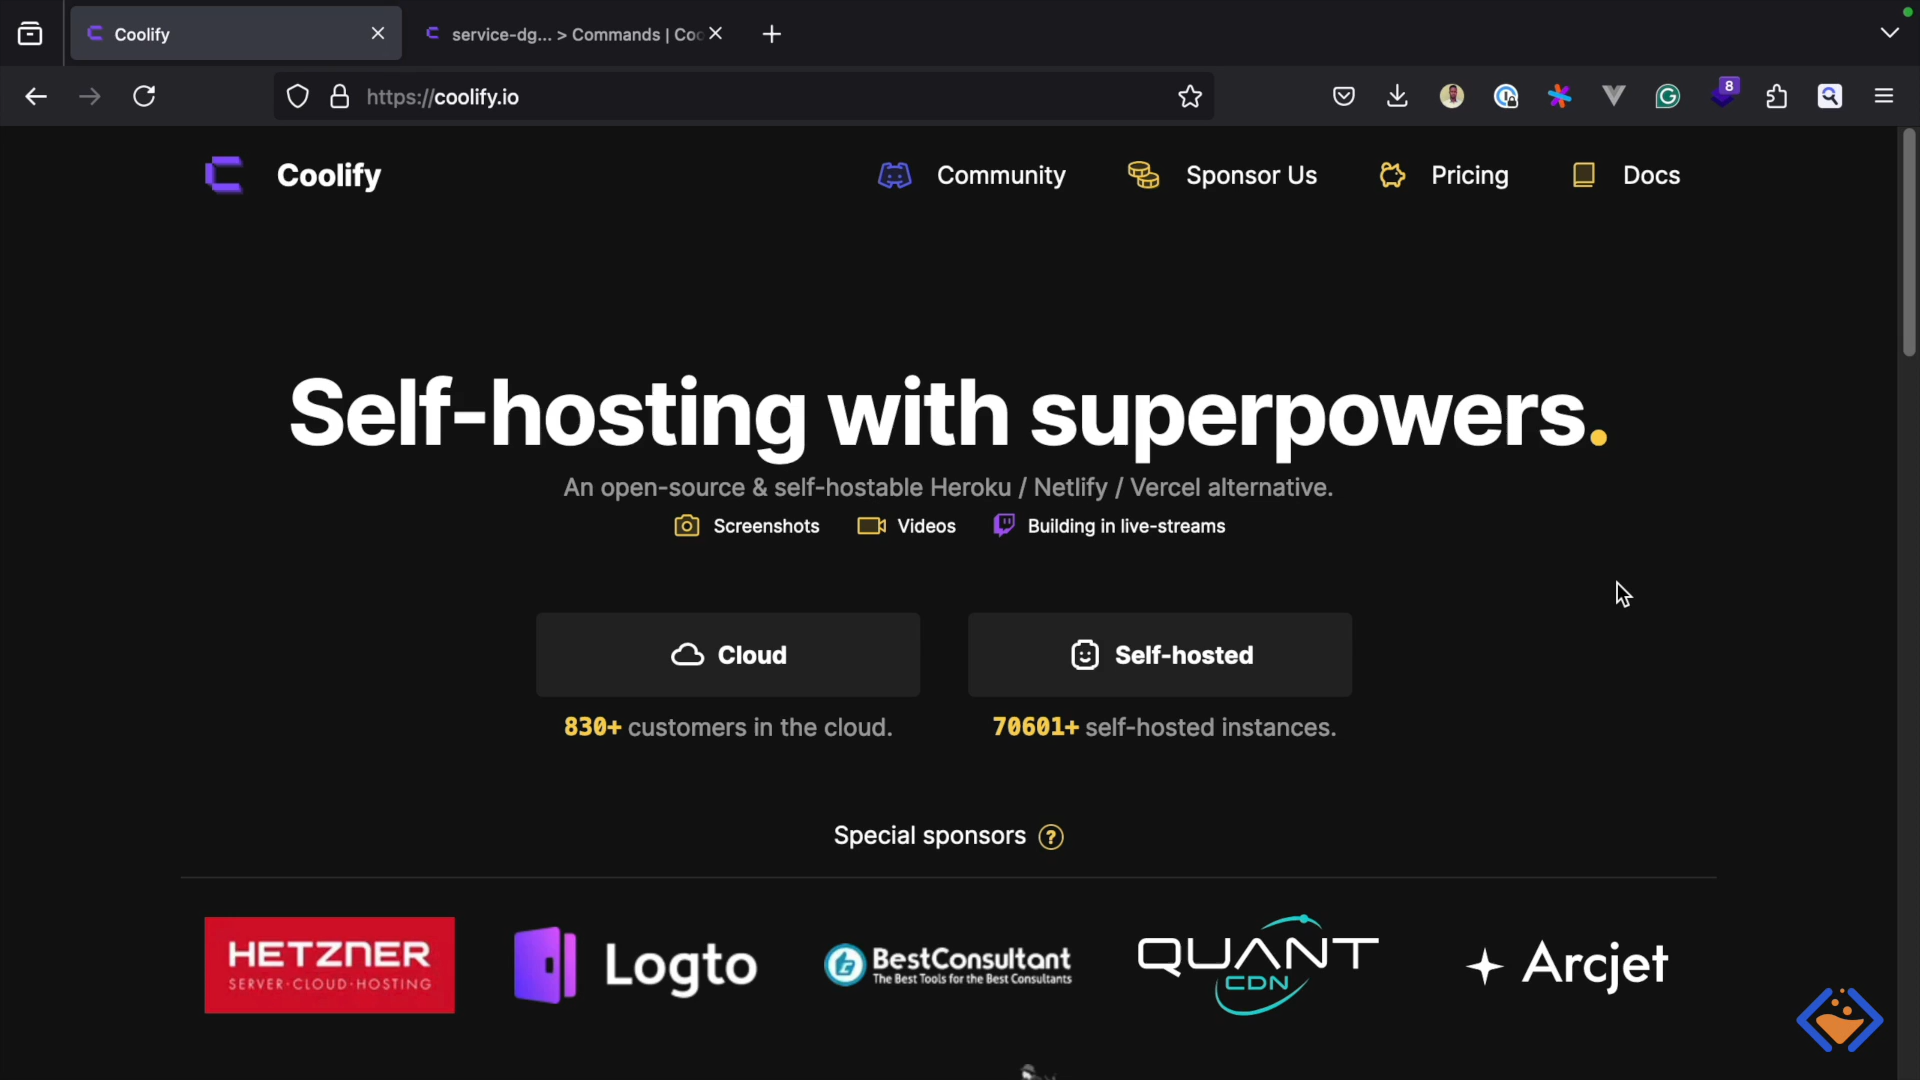 Coolify
service-dg... > Commands | Coo
https://coolify.io
8
Coolify
Community
Sponsor Us
Pricing
Docs
Self-hosting with superpowers.
An open-source & self-hostable Heroku / Netlify / Vercel alternative.
Screenshots
Videos
Building in live-streams
Cloud
Self-hosted
830+ customers in the cloud.
70601+ self-hosted instances.
Special sponsors ?
HETZNER
SERVER·CLOUD·HOSTING
Logto
BestConsultant
The Best Tools for the Best Consultants
QUANT
CDN
Arcjet